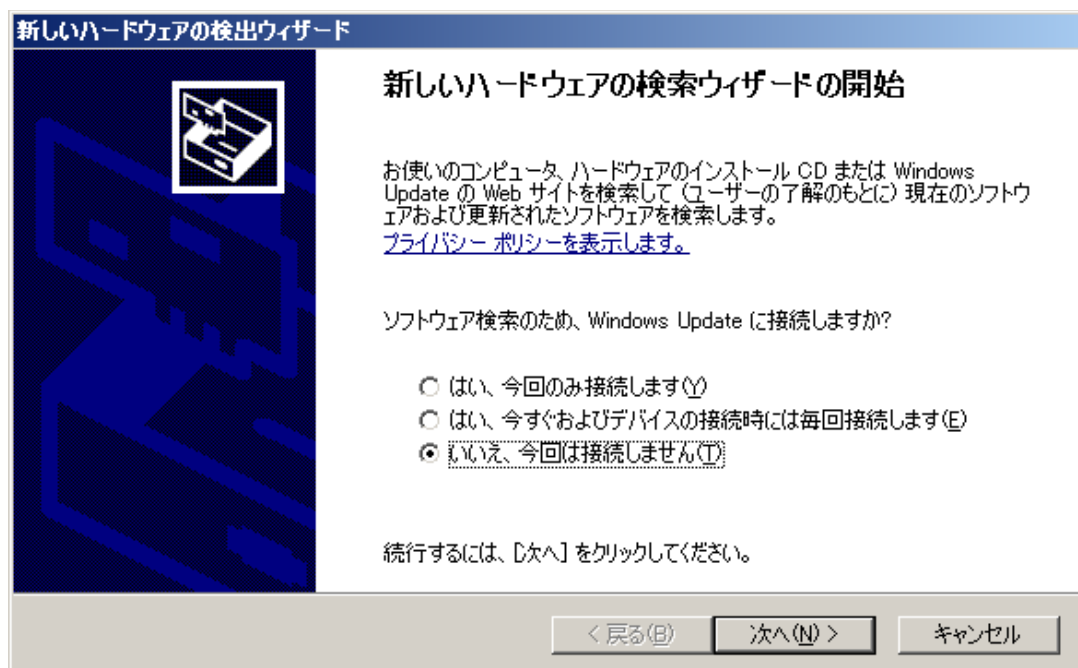 新しいハードウェアの検出ウィザード
新しいハードウェアの検索ウィザードの開始
お使いのコンピュータ、ハードウェアのインストール CD または Windows
Update の Web サイトを検索して (ユーザーの了解のもとに) 現在のソフトウ
ェアおよび更新されたソフトウェアを検索します。
プライバシー ポリシーを表示します。
ソフトウェア検索のため、Windows Update に接続しますか?
はい、今回のみ接続します(Y)
はい、今すぐおよびデバイスの接続時には毎回接続します(E)
いいえ、今回は接続しません(T)
続行するには、[次へ] をクリックしてください。
< 戻る(B) 次へ(N) > キャンセル